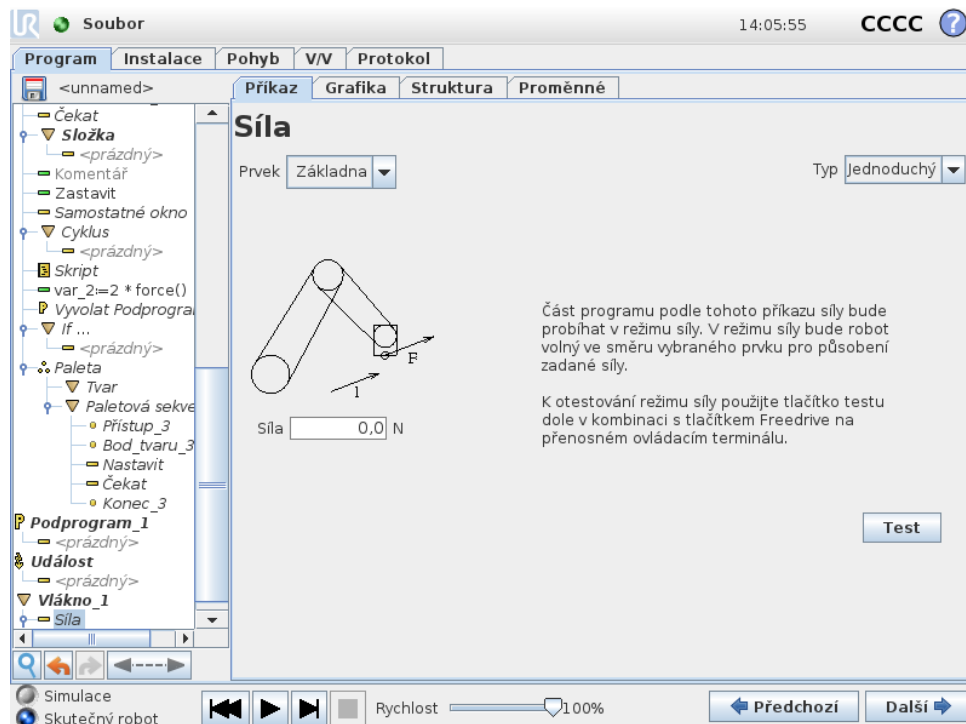 UR Soubor 14:05:55 CCCC ?
Program Instalace Pohyb V/V Protokol
<unnamed>
Příkaz Grafika Struktura Proměnné
Čekat
Složka
<prázdný>
Komentář
Zastavit
Samostatné okno
Cyklus
<prázdný>
Skript
var_2:=2 * force()
P Vyvolat Podprogra
If ...
<prázdný>
Paleta
Tvar
Paletová sekve
Přístup_3
Bod_tvaru_3
Nastavit
Čekat
Konec_3
P Podprogram_1
<prázdný>
Událost
<prázdný>
Vlákno_1
Síla
Síla
Prvek Základna
Typ Jednoduchý
F
1
Síla 0,0 N
Část programu podle tohoto příkazu síly bude
probíhat v režimu síly. V režimu síly bude robot
volný ve směru vybraného prvku pro působení
zadané síly.
K otestování režimu síly použijte tlačítko testu
dole v kombinaci s tlačítkem Freedrive na
přenosném ovládacím terminálu.
Test
Simulace
Skutečný robot
Rychlost 100%
Předchozí Další